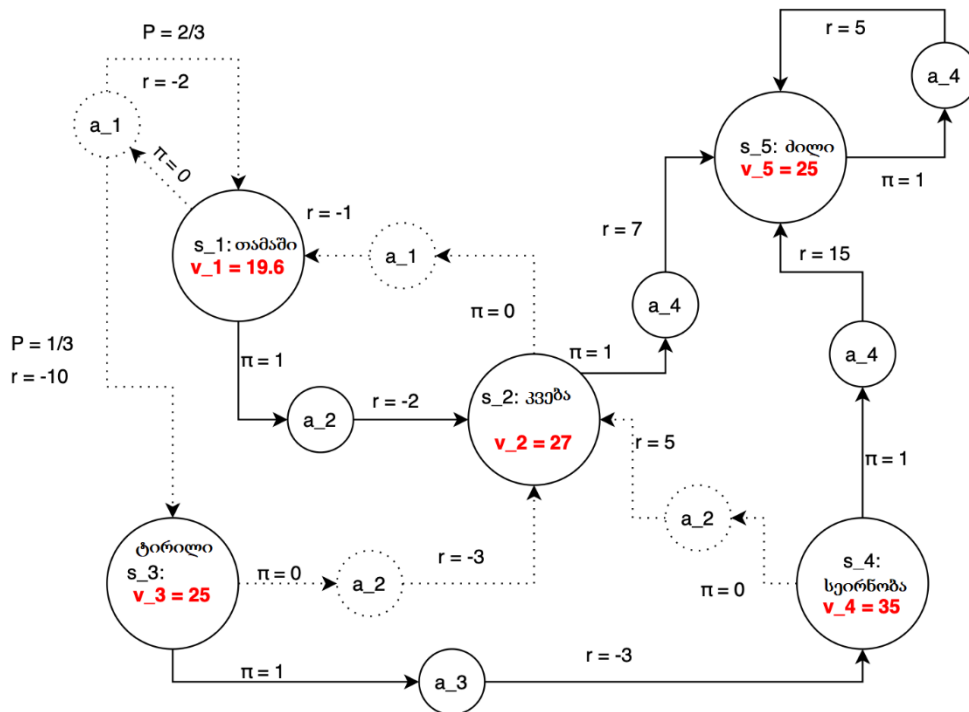 P = 2/3
r = -2
a_1
π = 0
r = 5
a_4
s_5: ძილი
v_5 = 25
π = 1
r = -1
a_1
s_1: თამაში
v_1 = 19.6
r = 7
r = 15
π = 0
a_4
P = 1/3
r = -10
π = 1
π = 1
a_4
a_2
r = -2
s_2: კვება
v_2 = 27
r = 5
π = 1
a_2
ტირილი
s_3:
v_3 = 25
π = 0
a_2
r = -3
π = 0
s_4:
სეირნობა
v_4 = 35
π = 1
a_3
r = -3